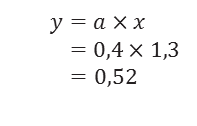 y = a × x
= 0,4 × 1,3
= 0,52